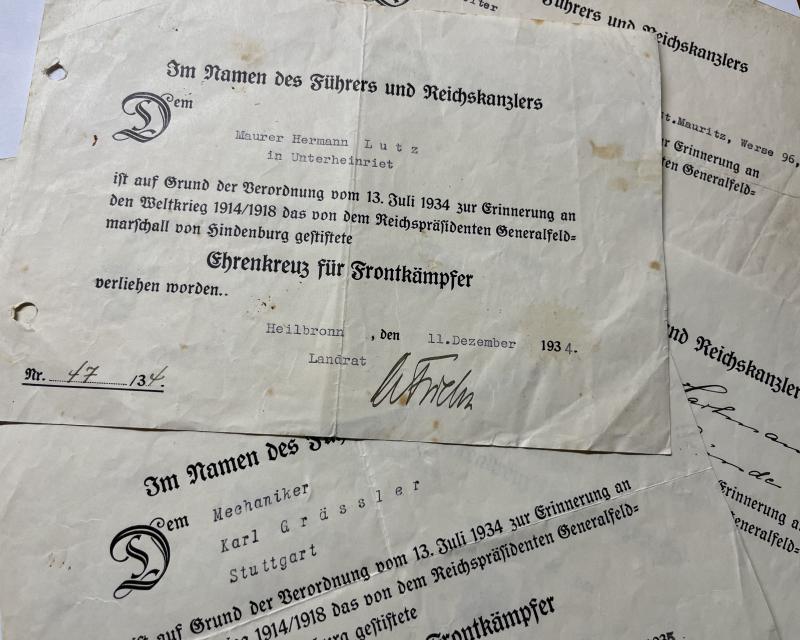 Im Namen des Führers und Reichskanzlers
Dem
Maurer Hermann Lutz
in Unterheinriet
ist auf Grund der Verordnung vom 13. Juli 1934 zur Erinnerung an
den Weltkrieg 1914/1918 das von dem Reichspräsidenten Generalfeld=
marschall von Hindenburg gestiftete
Ehrenkreuz für Frontkämpfer
verliehen worden..
Heilbronn, den 11.Dezember 1934.
Landrat
Nr. 47 /134.
Führers und Reichskanzlers
St.Mauritz, Werse 96,
Erinnerung an
Generalfeld=
und Reichskanzlers
Erinnerung an
Generalfeld=
Im Namen des
Dem
Mechaniker
Karl Grässler
Stuttgart
ist auf Grund der Verordnung vom 13. Juli 1934 zur Erinnerung an
1914/1918 das von dem Reichspräsidenten Generalfeld=
gestiftete
Frontkämpfer